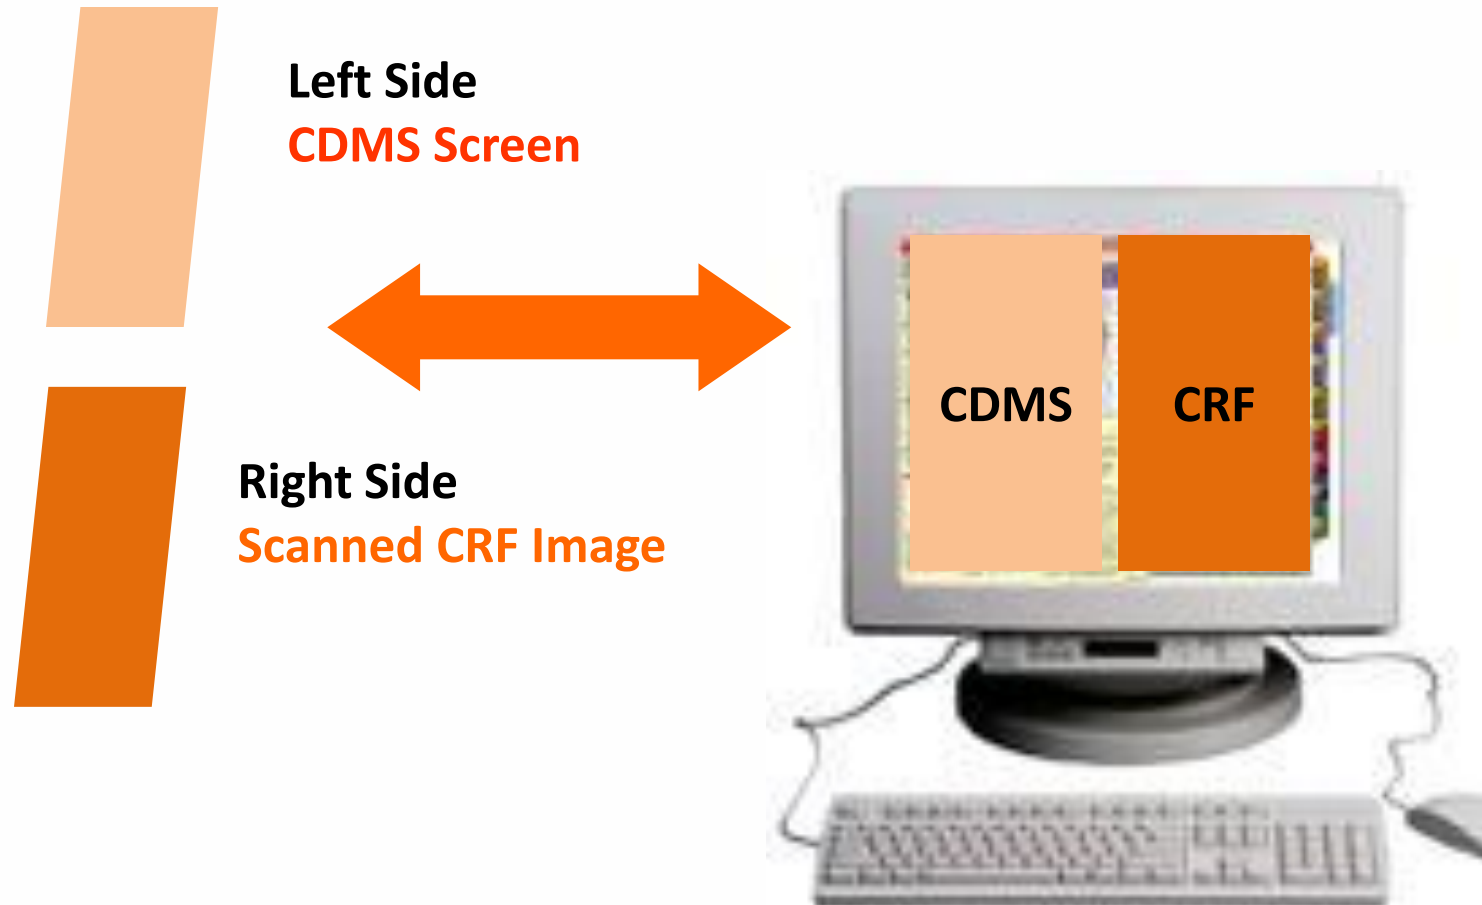 Left Side
CDMS Screen
CDMS
CRF
Right Side
Scanned CRF Image